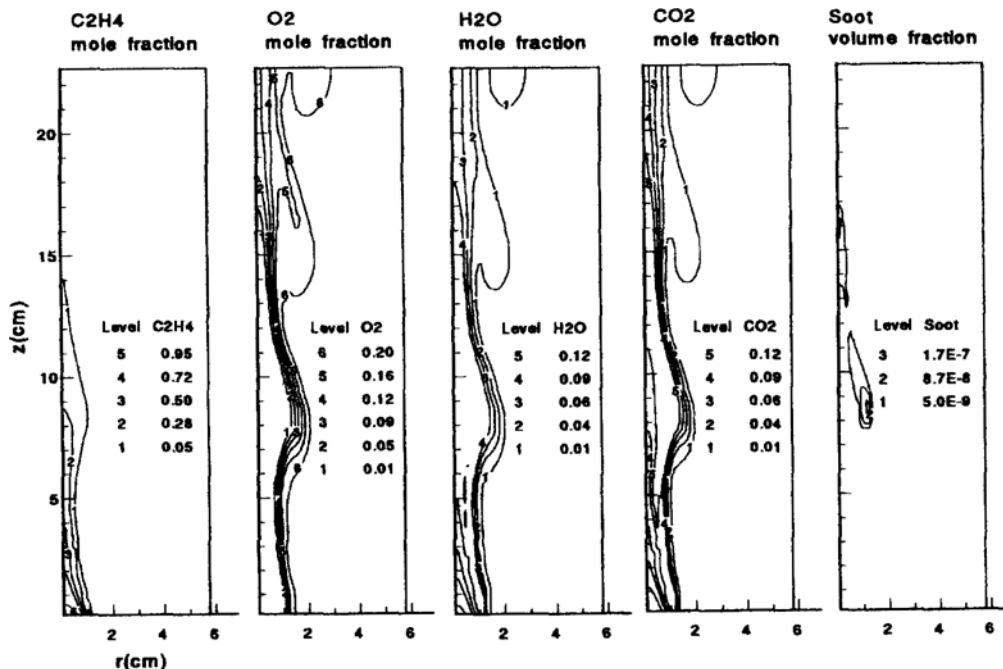 C2H4
mole fraction
O2
mole fraction
H2O
mole fraction
CO2
mole fraction
Soot
volume fraction
20
15
10
5
z(cm)
Level C2H4
5 0.95
4 0.72
3 0.50
2 0.28
1 0.05
Level O2
6 0.20
5 0.16
4 0.12
3 0.09
2 0.05
1 0.01
Level H2O
5 0.12
4 0.09
3 0.06
2 0.04
1 0.01
Level CO2
5 0.12
4 0.09
3 0.06
2 0.04
1 0.01
Level Soot
3 1.7E-7
2 8.7E-8
1 5.0E-9
2 4 6
2 4 6
2 4 6
2 4 6
2 4 6
r(cm)